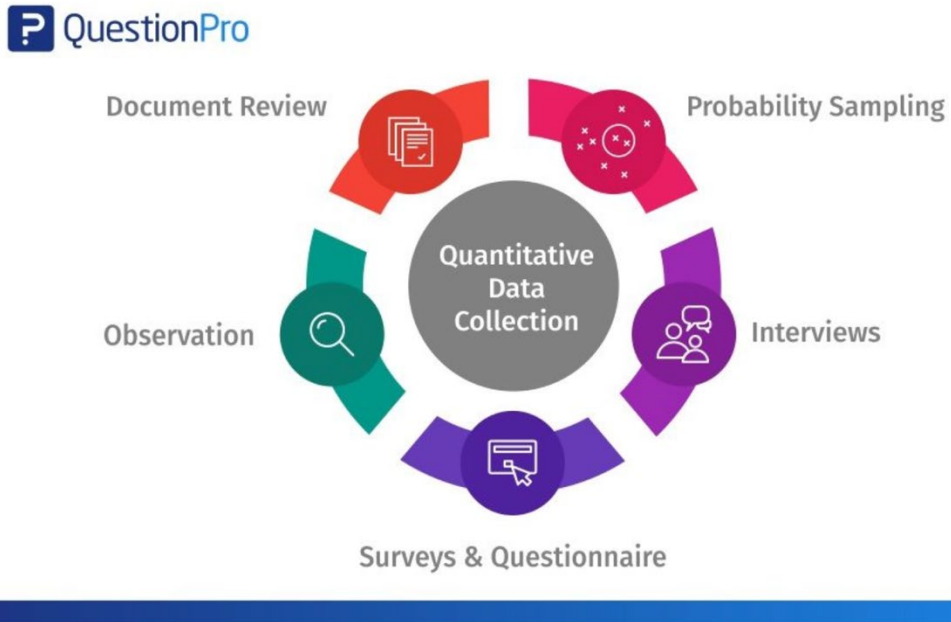 QuestionPro
Document Review
Probability Sampling
Quantitative
Data
Collection
Observation
Interviews
Surveys & Questionnaire